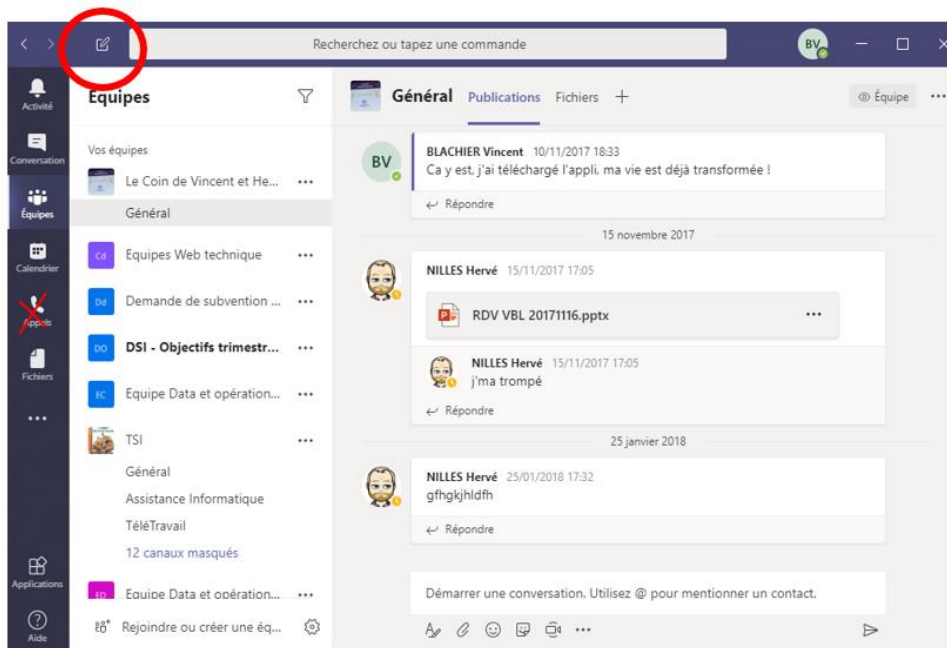 Recherchez ou tapez une commande
BV
Activité
Conversation
Équipes
Calendrier
Appels
Fichiers
Applications
Aide
Équipes
Vos équipes
Le Coin de Vincent et He...
Général
Cd Equipes Web technique
Dd Demande de subvention ...
DO DSI - Objectifs trimestr...
EC Equipe Data et opération...
TSI
Général
Assistance Informatique
TéléTravail
12 canaux masqués
ED Equipe Data et opération...
Rejoindre ou créer une éq...
Général Publications Fichiers
Équipe
BV
BLACHIER Vincent 10/11/2017 18:33
Ca y est, j'ai téléchargé l'appli, ma vie est déjà transformée !
Répondre
15 novembre 2017
NILLES Hervé 15/11/2017 17:05
RDV VBL 20171116.pptx
NILLES Hervé 15/11/2017 17:05
j'ma trompé
Répondre
25 janvier 2018
NILLES Hervé 25/01/2018 17:32
gfhgkjhldfh
Répondre
Démarrer une conversation. Utilisez @ pour mentionner un contact.